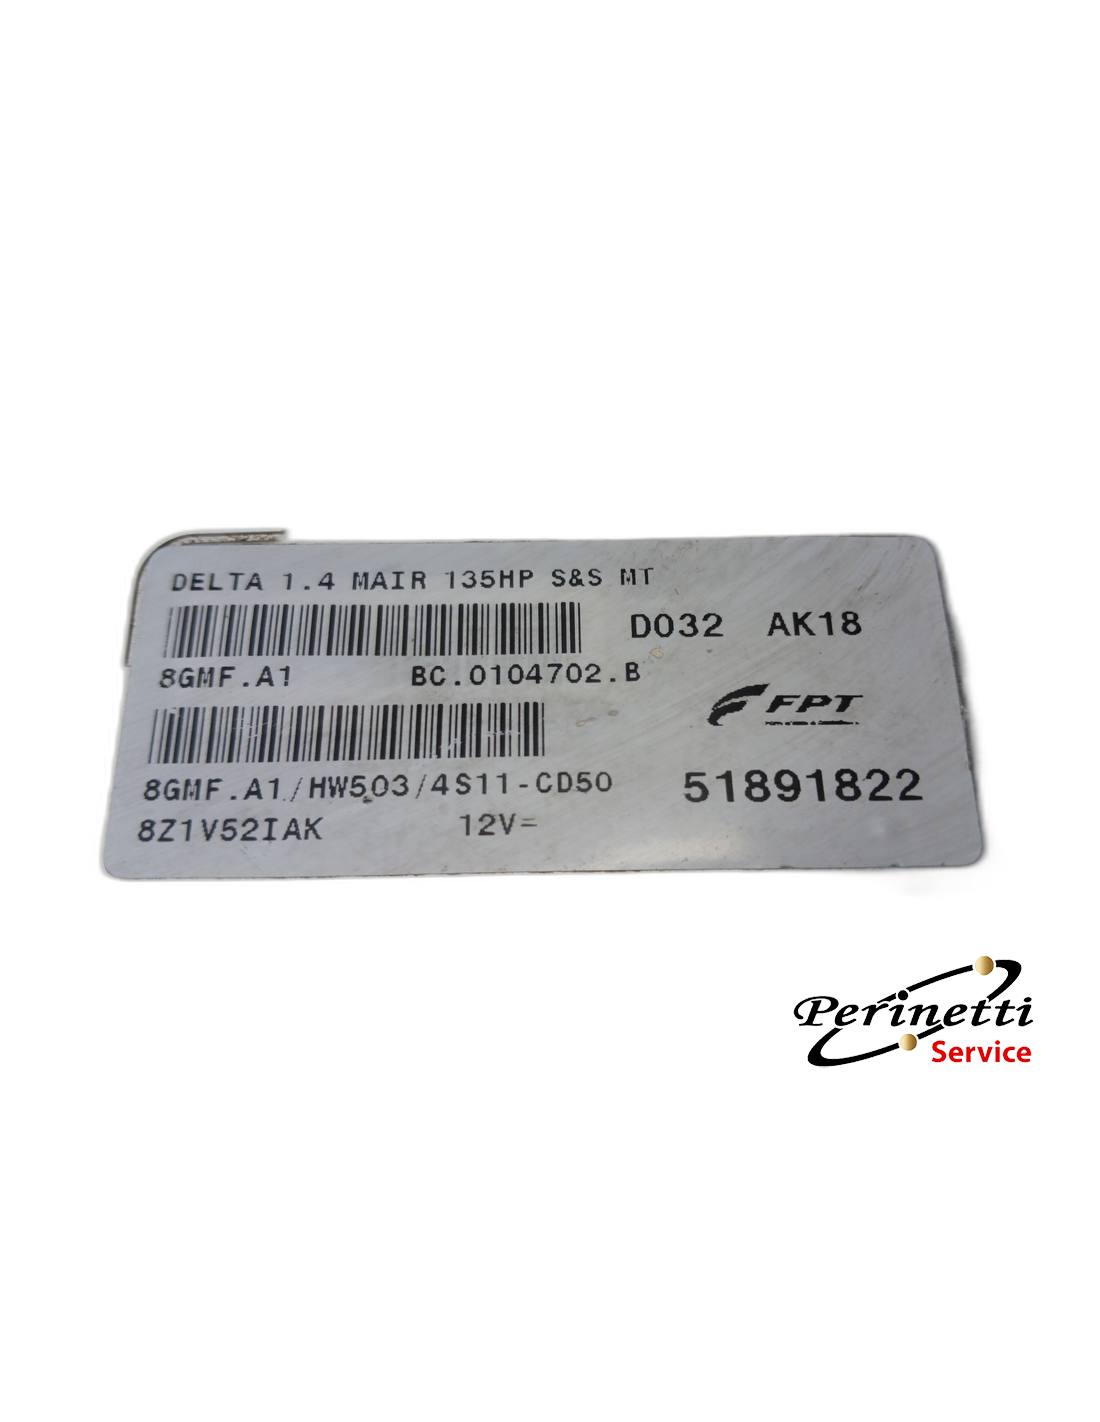 DELTA 1.4 MAIR 135HP S&S MT
D032 AK18
8GMF.A1 BC.0104702.B
FPT
8GMF.A1/HW503/4S11-CD50
51891822
8Z1V52IAK 12V=
Perinetti
Service